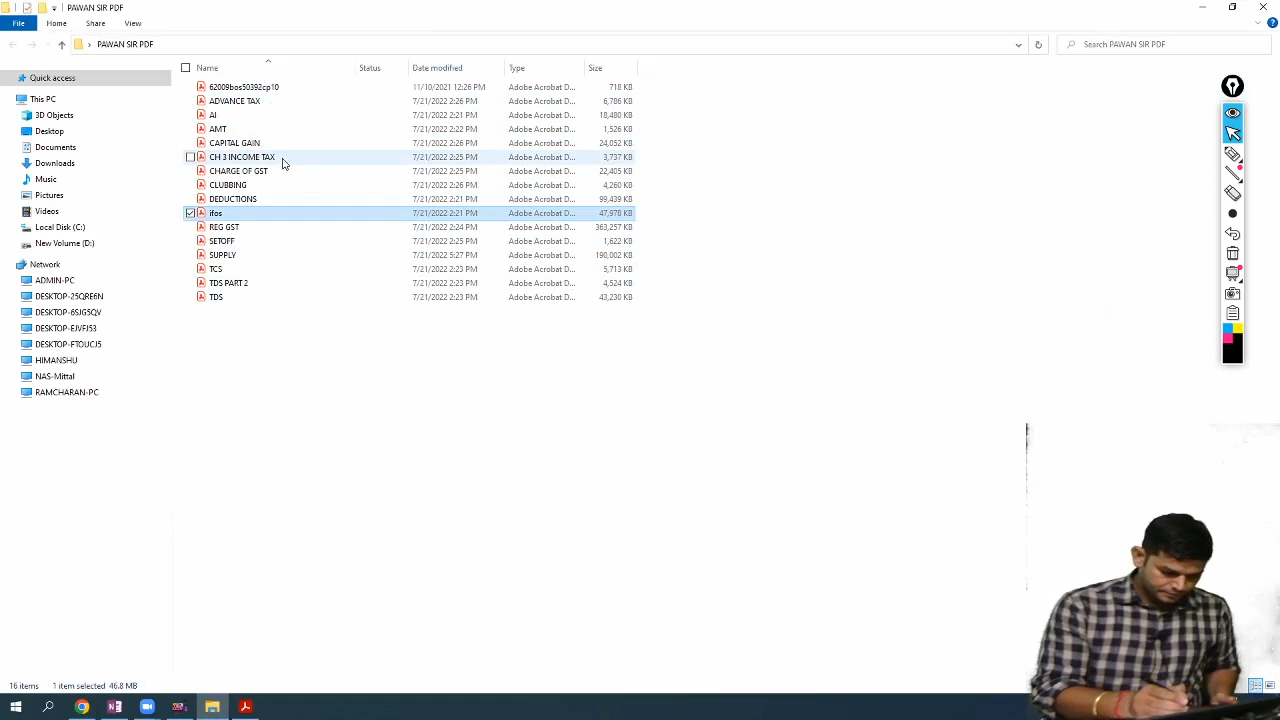 PAWAN SIR PDF
File Home Share View
PAWAN SIR PDF
Search PAWAN SIR PDF
Name Status Date modified Type Size
Quick access
This PC
3D Objects
Desktop
Documents
Downloads
Music
Pictures
Videos
Local Disk (C:)
New Volume (D:)
Network
ADMIN-PC
DESKTOP-25QRE6N
DESKTOP-6SJG5QV
DESKTOP-EJVFJ53
DESKTOP-FTOUCJ5
HIMANSHU
NAS-Mittal
RAMCHARAN-PC
62009bos50392cp10 11/10/2021 12:26 PM Adobe Acrobat D... 718 KB
ADVANCE TAX 7/21/2022 2:26 PM Adobe Acrobat D... 6,786 KB
AI 7/21/2022 2:21 PM Adobe Acrobat D... 18,480 KB
AMT 7/21/2022 2:22 PM Adobe Acrobat D... 1,526 KB
CAPITAL GAIN 7/21/2022 2:26 PM Adobe Acrobat D... 24,052 KB
CH 3 INCOME TAX 7/21/2022 2:25 PM Adobe Acrobat D... 3,737 KB
CHARGE OF GST 7/21/2022 2:25 PM Adobe Acrobat D... 22,405 KB
CLUBBING 7/21/2022 2:26 PM Adobe Acrobat D... 4,260 KB
DEDUCTIONS 7/21/2022 2:21 PM Adobe Acrobat D... 99,439 KB
ifos 7/21/2022 2:21 PM Adobe Acrobat D... 47,978 KB
REG GST 7/21/2022 2:24 PM Adobe Acrobat D... 363,257 KB
SETOFF 7/21/2022 2:25 PM Adobe Acrobat D... 1,622 KB
SUPPLY 7/21/2022 5:27 PM Adobe Acrobat D... 190,002 KB
TCS 7/21/2022 2:23 PM Adobe Acrobat D... 5,713 KB
TDS PART 2 7/21/2022 2:23 PM Adobe Acrobat D... 4,524 KB
TDS 7/21/2022 2:23 PM Adobe Acrobat D... 43,230 KB
16 items 1 item selected 46.8 MB